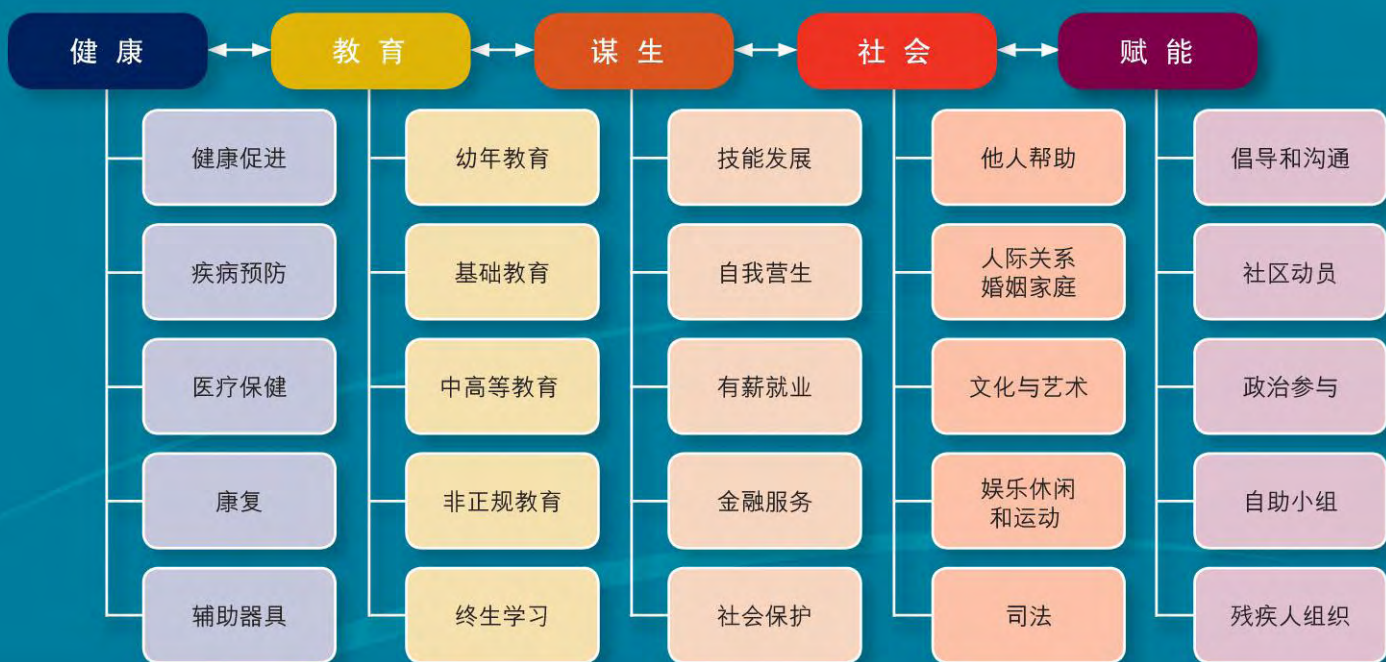 健康
教育
谋生
社会
赋能
健康促进
疾病预防
医疗保健
康复
辅助器具
幼年教育
基础教育
中高等教育
非正规教育
终生学习
技能发展
自我营生
有薪就业
金融服务
社会保护
他人帮助
人际关系
婚姻家庭
文化与艺术
娱乐休闲
和运动
司法
倡导和沟通
社区动员
政治参与
自助小组
残疾人组织